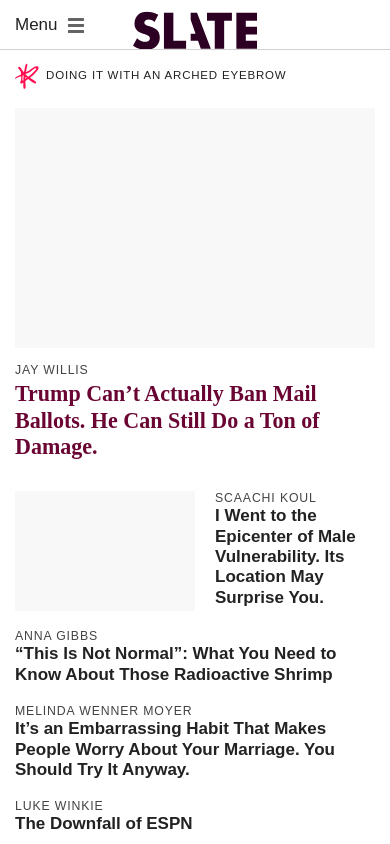 Menu
SLATE
DOING IT WITH AN ARCHED EYEBROW
JAY WILLIS
Trump Can’t Actually Ban Mail
Ballots. He Can Still Do a Ton of
Damage.
SCAACHI KOUL
I Went to the
Epicenter of Male
Vulnerability. Its
Location May
Surprise You.
ANNA GIBBS
“This Is Not Normal”: What You Need to
Know About Those Radioactive Shrimp
MELINDA WENNER MOYER
It’s an Embarrassing Habit That Makes
People Worry About Your Marriage. You
Should Try It Anyway.
LUKE WINKIE
The Downfall of ESPN